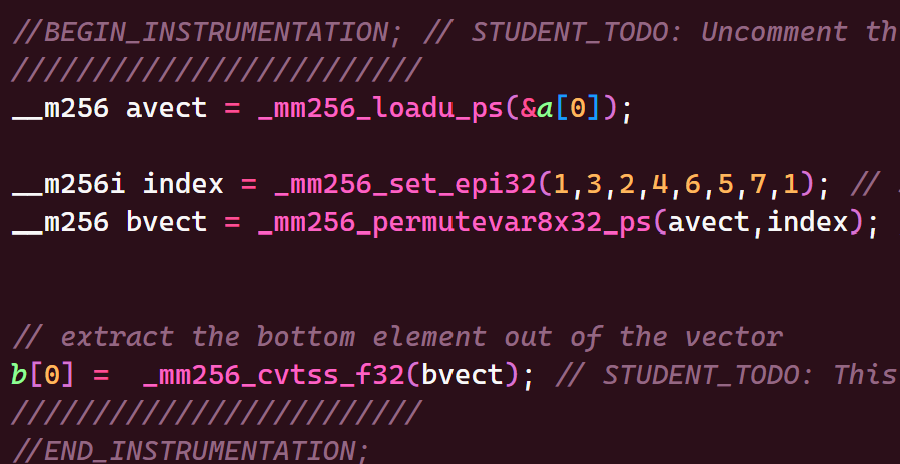 //BEGIN_INSTRUMENTATION; // STUDENT_TODO: Uncomment th
/////////////////////////
__m256 avect = _mm256_loadu_ps(&a[0]);
__m256i index = _mm256_set_epi32(1,3,2,4,6,5,7,1); //
__m256 bvect = _mm256_permutevar8x32_ps(avect,index);
// extract the bottom element out of the vector
b[0] =  _mm256_cvtss_f32(bvect); // STUDENT_TODO: This
/////////////////////////
//END_INSTRUMENTATION;